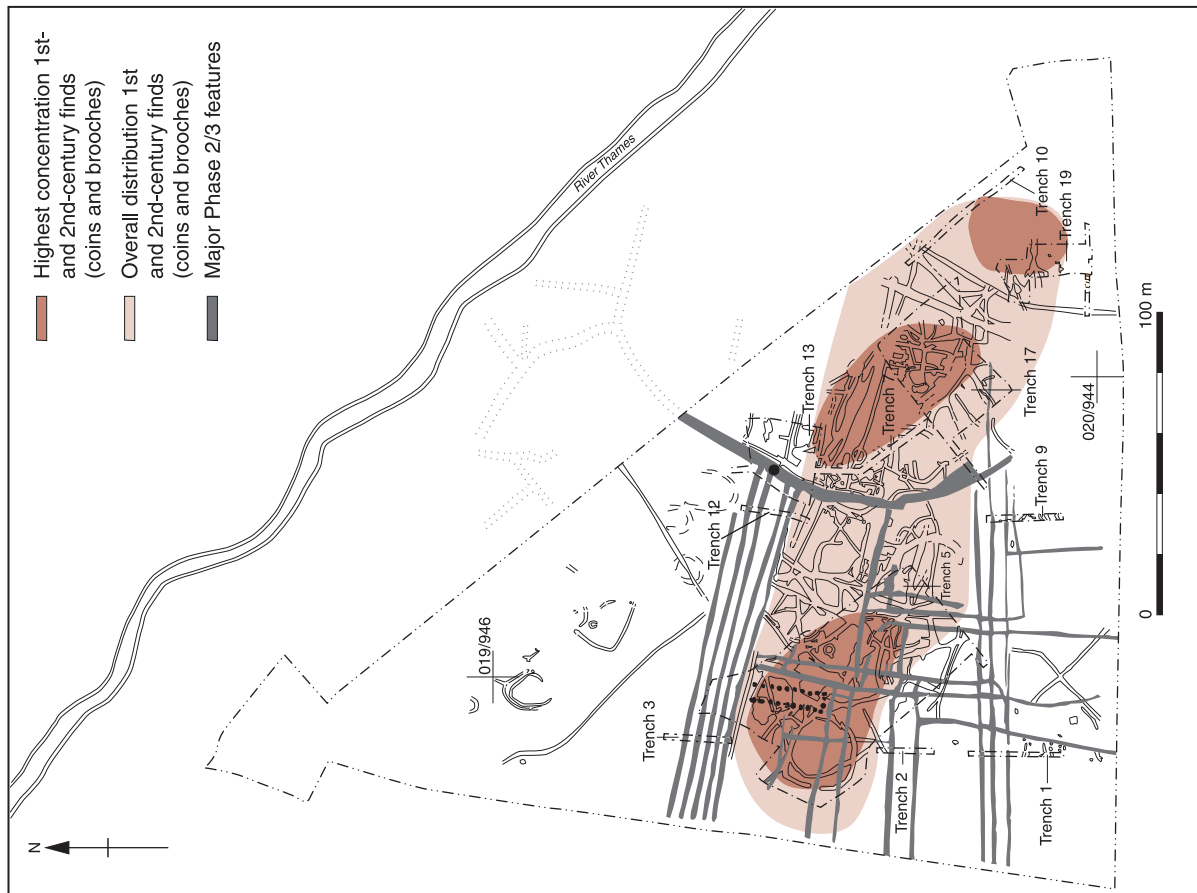 Highest concentration 1st-
and 2nd-century finds
(coins and brooches)
Overall distribution 1st
and 2nd-century finds
(coins and brooches)
Major Phase 2/3 features
N
River Thames
019/946
Trench 3
Trench 12
Trench 13
Trench
Trench 10
Trench 19
Trench 17
Trench 5
Trench 9
Trench 2
Trench 1
020/944
0
100 m